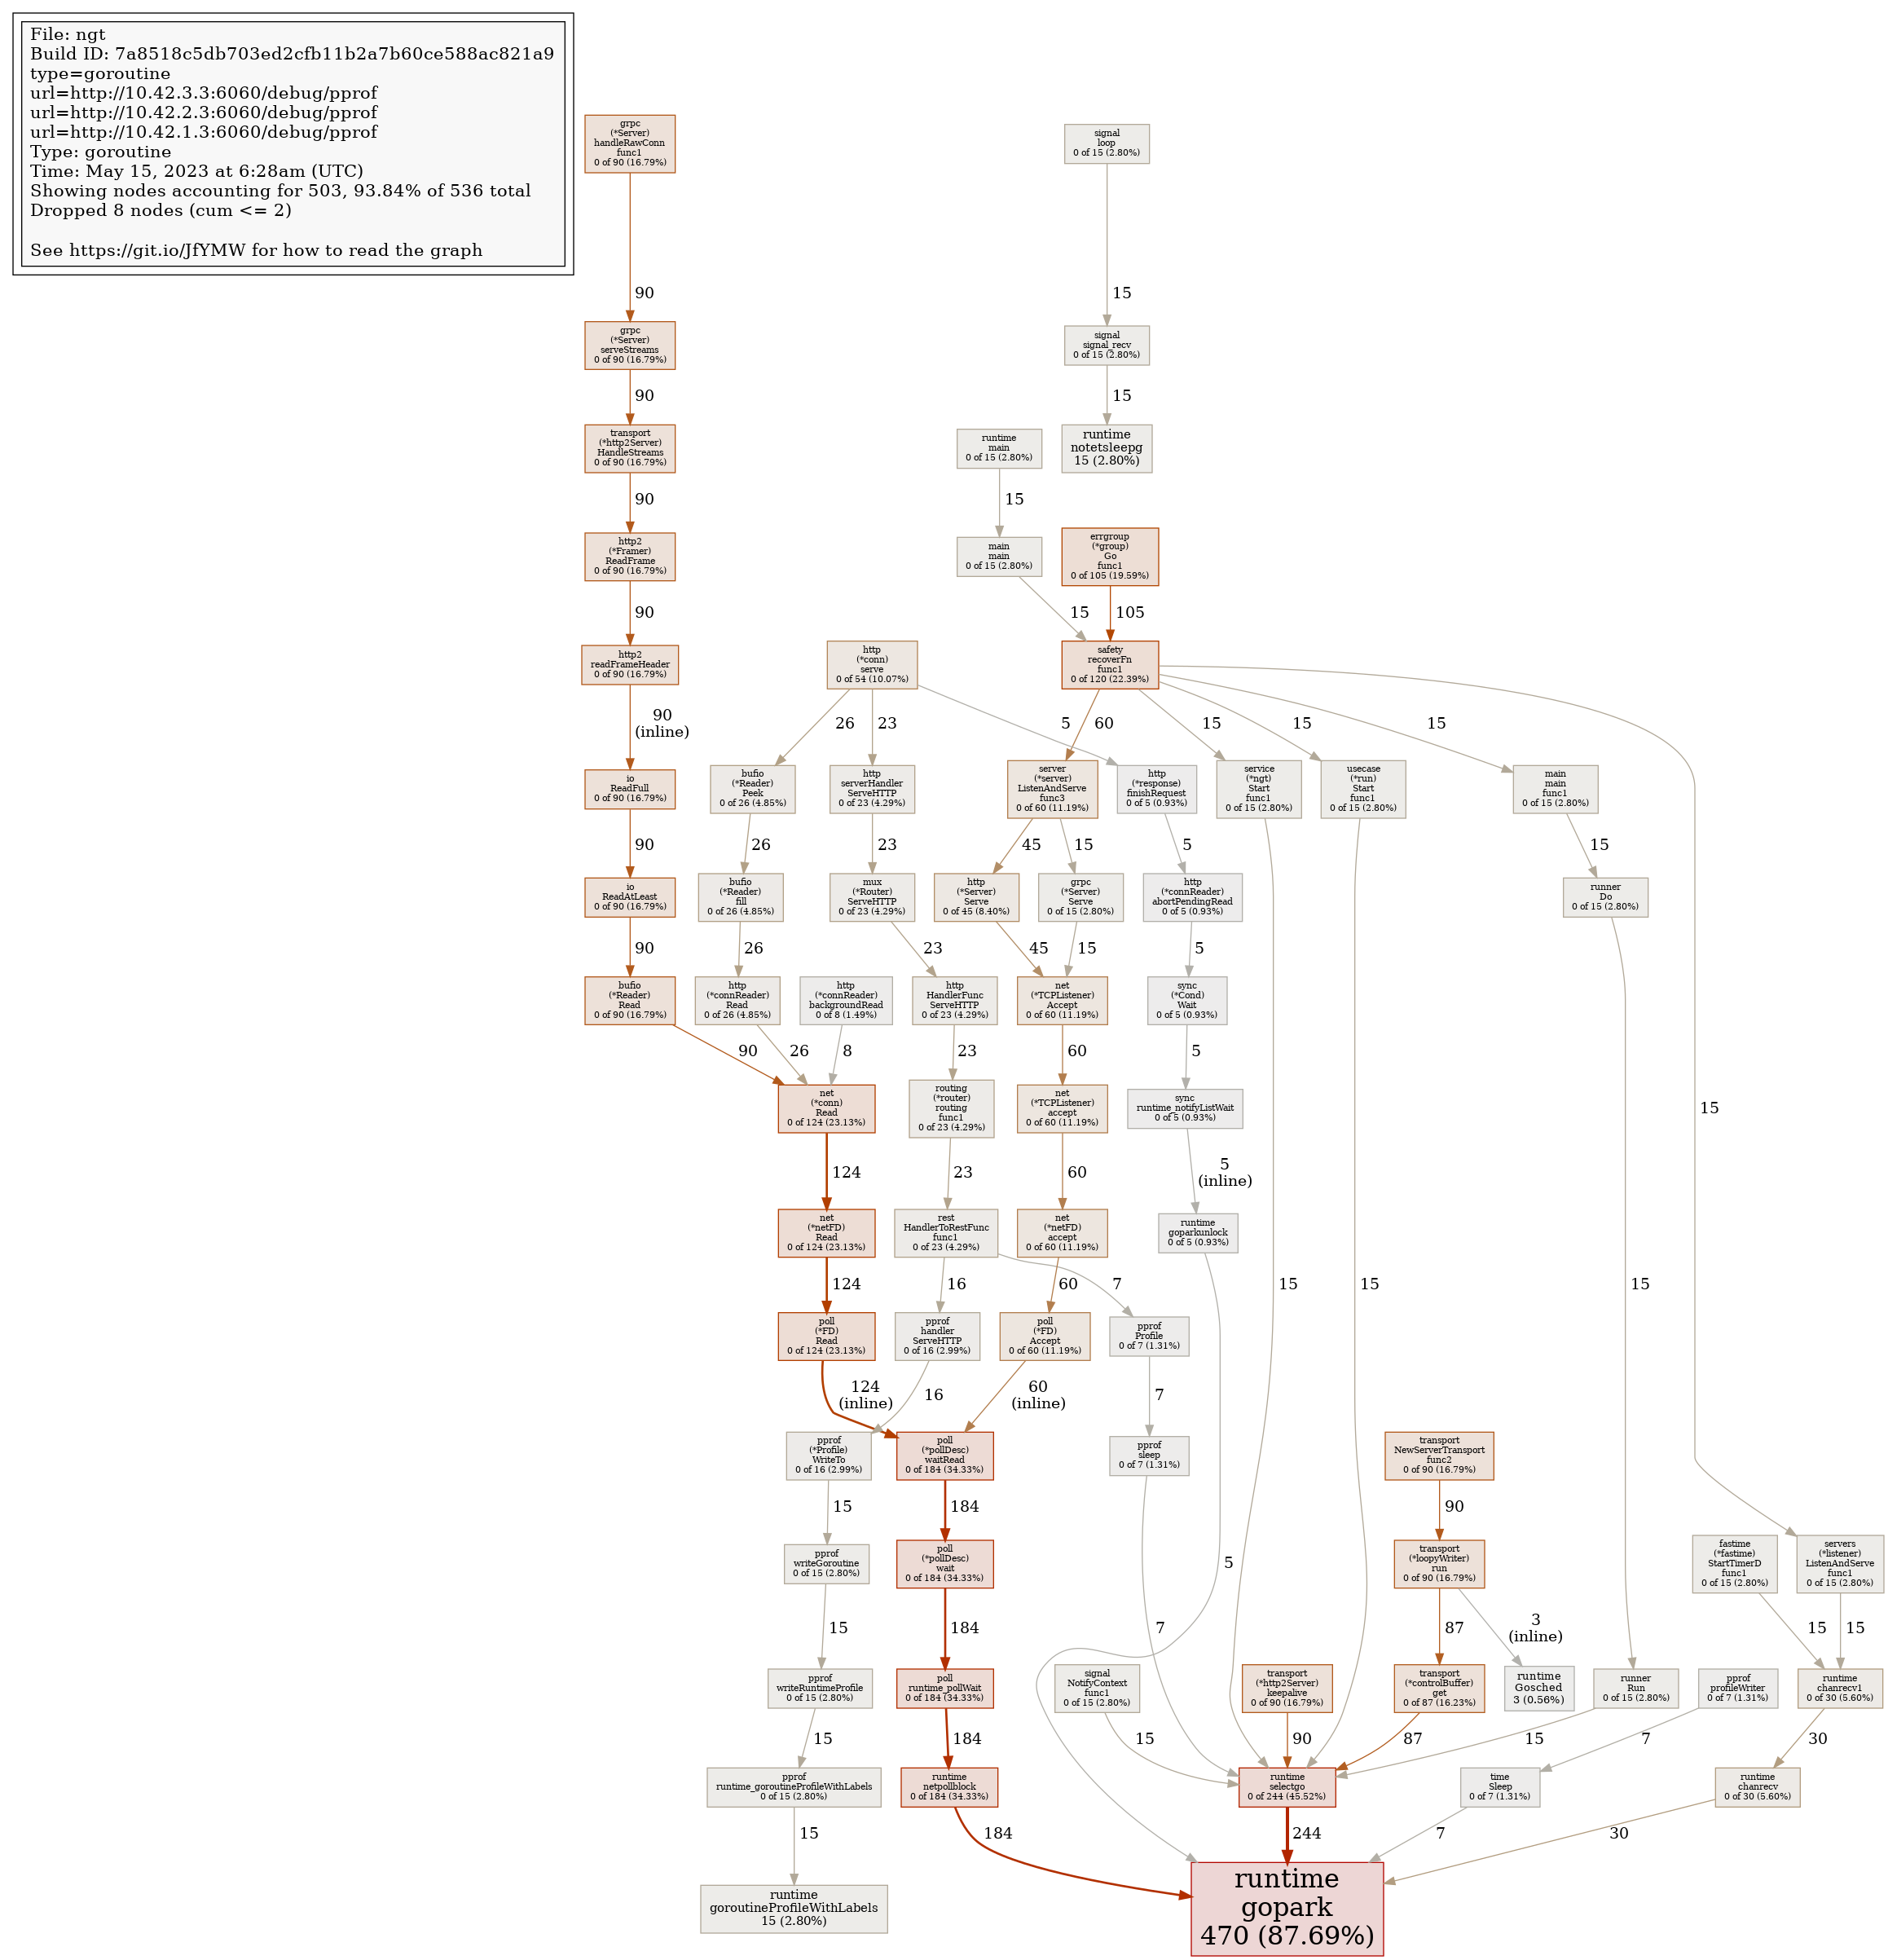 File: ngt
Build ID: 7a8518c5db703ed2cfb11b2a7b60ce588ac821a9
type=goroutine
url=http://10.42.3.3:6060/debug/pprof
url=http://10.42.2.3:6060/debug/pprof
url=http://10.42.1.3:6060/debug/pprof
Type: goroutine
Time: May 15, 2023 at 6:28am (UTC)
Showing nodes accounting for 503, 93.84% of 536 total
Dropped 8 nodes (cum <= 2)
See https://git.io/JfYMW for how to read the graph
grpc
(*Server)
handleRawConn
func1
0 of 90 (16.79%)
90
grpc
(*Server)
serveStreams
0 of 90 (16.79%)
90
transport
(*http2Server)
HandleStreams
0 of 90 (16.79%)
90
http2
(*Framer)
ReadFrame
0 of 90 (16.79%)
90
http2
readFrameHeader
0 of 90 (16.79%)
90
(inline)
io
ReadFull
0 of 90 (16.79%)
90
io
ReadAtLeast
0 of 90 (16.79%)
90
bufio
(*Reader)
Read
0 of 90 (16.79%)
90
signal
loop
0 of 15 (2.80%)
15
signal
signal_recv
0 of 15 (2.80%)
15
runtime
notetsleepg
15 (2.80%)
runtime
main
0 of 15 (2.80%)
15
main
main
0 of 15 (2.80%)
15
errgroup
(*group)
Go
func1
0 of 105 (19.59%)
105
safety
recoverFn
func1
0 of 120 (22.39%)
60
15
15
15
15
http
(*conn)
serve
0 of 54 (10.07%)
26
23
5
bufio
(*Reader)
Peek
0 of 26 (4.85%)
26
bufio
(*Reader)
fill
0 of 26 (4.85%)
26
http
(*connReader)
Read
0 of 26 (4.85%)
26
http
(*connReader)
backgroundRead
0 of 8 (1.49%)
8
http
serverHandler
ServeHTTP
0 of 23 (4.29%)
23
mux
(*Router)
ServeHTTP
0 of 23 (4.29%)
23
http
HandlerFunc
ServeHTTP
0 of 23 (4.29%)
23
routing
(*router)
routing
func1
0 of 23 (4.29%)
23
rest
HandlerToRestFunc
func1
0 of 23 (4.29%)
16
7
server
(*server)
ListenAndServe
func3
0 of 60 (11.19%)
45
15
http
(*Server)
Serve
0 of 45 (8.40%)
45
grpc
(*Server)
Serve
0 of 15 (2.80%)
15
net
(*TCPListener)
Accept
0 of 60 (11.19%)
60
net
(*TCPListener)
accept
0 of 60 (11.19%)
60
net
(*netFD)
accept
0 of 60 (11.19%)
60
poll
(*FD)
Accept
0 of 60 (11.19%)
60
(inline)
http
(*response)
finishRequest
0 of 5 (0.93%)
5
http
(*connReader)
abortPendingRead
0 of 5 (0.93%)
5
sync
(*Cond)
Wait
0 of 5 (0.93%)
5
sync
runtime_notifyListWait
0 of 5 (0.93%)
5
(inline)
runtime
goparkunlock
0 of 5 (0.93%)
5
service
(*ngt)
Start
func1
0 of 15 (2.80%)
15
usecase
(*run)
Start
func1
0 of 15 (2.80%)
15
main
main
func1
0 of 15 (2.80%)
15
runner
Do
0 of 15 (2.80%)
15
net
(*conn)
Read
0 of 124 (23.13%)
124
net
(*netFD)
Read
0 of 124 (23.13%)
124
poll
(*FD)
Read
0 of 124 (23.13%)
124
(inline)
pprof
handler
ServeHTTP
0 of 16 (2.99%)
16
pprof
Profile
0 of 7 (1.31%)
7
pprof
sleep
0 of 7 (1.31%)
7
pprof
(*Profile)
WriteTo
0 of 16 (2.99%)
15
pprof
writeGoroutine
0 of 15 (2.80%)
15
pprof
writeRuntimeProfile
0 of 15 (2.80%)
15
pprof
runtime_goroutineProfileWithLabels
0 of 15 (2.80%)
15
runtime
goroutineProfileWithLabels
15 (2.80%)
poll
(*pollDesc)
waitRead
0 of 184 (34.33%)
184
poll
(*pollDesc)
wait
0 of 184 (34.33%)
184
poll
runtime_pollWait
0 of 184 (34.33%)
184
runtime
netpollblock
0 of 184 (34.33%)
184
transport
NewServerTransport
func2
0 of 90 (16.79%)
90
transport
(*loopyWriter)
run
0 of 90 (16.79%)
87
3
(inline)
signal
NotifyContext
func1
0 of 15 (2.80%)
15
transport
(*http2Server)
keepalive
0 of 90 (16.79%)
90
transport
(*controlBuffer)
get
0 of 87 (16.23%)
87
runtime
Gosched
3 (0.56%)
runner
Run
0 of 15 (2.80%)
15
pprof
profileWriter
0 of 7 (1.31%)
7
fastime
(*fastime)
StartTimerD
func1
0 of 15 (2.80%)
15
servers
(*listener)
ListenAndServe
func1
0 of 15 (2.80%)
15
runtime
chanrecv1
0 of 30 (5.60%)
30
runtime
selectgo
0 of 244 (45.52%)
244
time
Sleep
0 of 7 (1.31%)
7
runtime
chanrecv
0 of 30 (5.60%)
30
runtime
gopark
470 (87.69%)